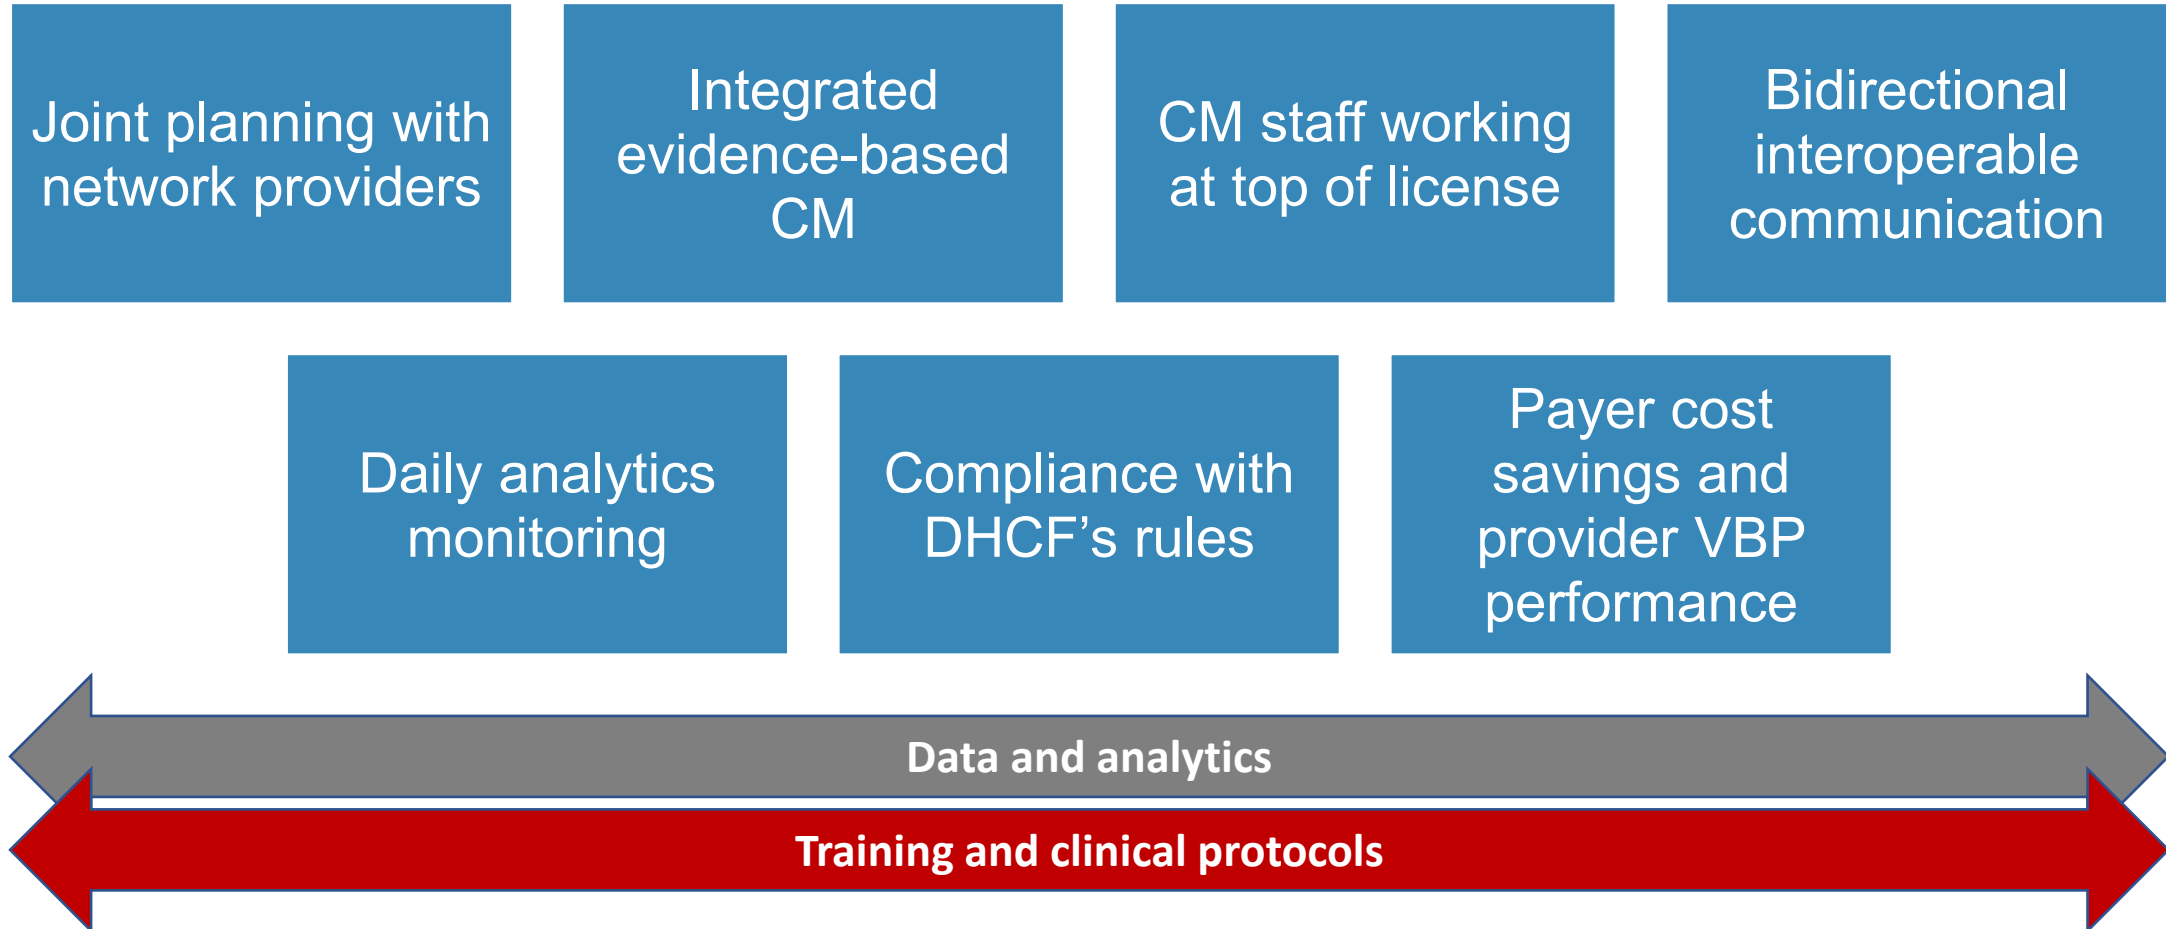 Joint planning with
network providers
Integrated
evidence-based
CM
CM staff working
at top of license
Bidirectional
interoperable
communication
Daily analytics
monitoring
Compliance with
DHCF’s rules
Payer cost
savings and
provider VBP
performance
Data and analytics
Training and clinical protocols